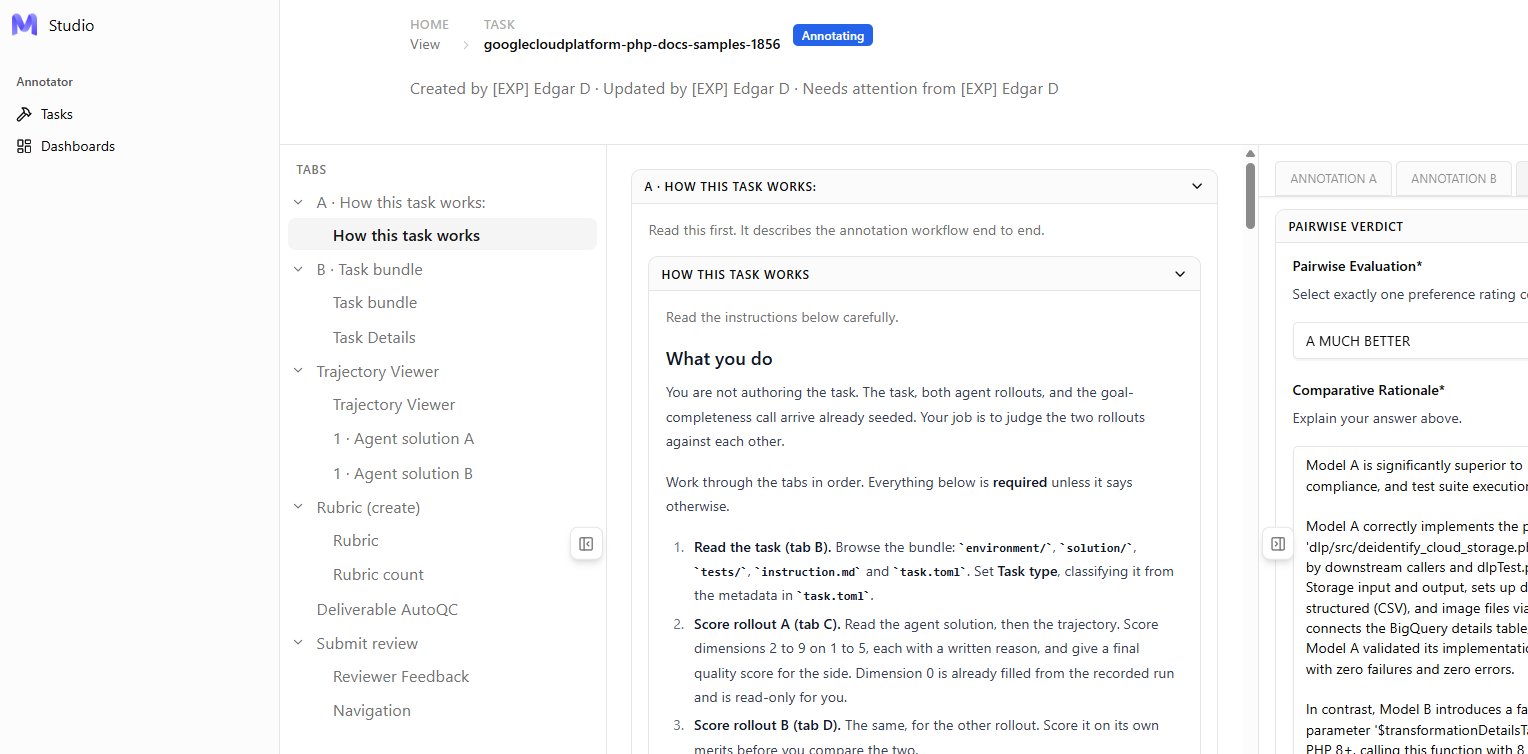 Studio
Annotator
Tasks
Dashboards
HOME
View
TASK
googlecloudplatform-php-docs-samples-1856
Annotating
Created by [EXP] Edgar D · Updated by [EXP] Edgar D · Needs attention from [EXP] Edgar D
TABS
A · How this task works:
How this task works
B · Task bundle
Task bundle
Task Details
Trajectory Viewer
Trajectory Viewer
1 · Agent solution A
1 · Agent solution B
Rubric (create)
Rubric
Rubric count
Deliverable AutoQC
Submit review
Reviewer Feedback
Navigation
A · HOW THIS TASK WORKS:
Read this first. It describes the annotation workflow end to end.
HOW THIS TASK WORKS
Read the instructions below carefully.
What you do
You are not authoring the task. The task, both agent rollouts, and the goal-
completeness call arrive already seeded. Your job is to judge the two rollouts
against each other.
Work through the tabs in order. Everything below is required unless it says
otherwise.
1. Read the task (tab B). Browse the bundle: `environment/`, `solution/`,
`tests/`, `instruction.md` and `task.toml`. Set Task type, classifying it from
the metadata in `task.toml`.
2. Score rollout A (tab C). Read the agent solution, then the trajectory. Score
dimensions 2 to 9 on 1 to 5, each with a written reason, and give a final
quality score for the side. Dimension 0 is already filled from the recorded run
and is read-only for you.
3. Score rollout B (tab D). The same, for the other rollout. Score it on its own
merits before you compare the two.
ANNOTATION A
ANNOTATION B
PAIRWISE VERDICT
Pairwise Evaluation*
Select exactly one preference rating
A MUCH BETTER
Comparative Rationale*
Explain your answer above.
Model A is significantly superior to
compliance, and test suite execution
Model A correctly implements the
'dlp/src/deidentify_cloud_storage.
by downstream callers and dlpTest.
Storage input and output, sets up
structured (CSV), and image files via
connects the BigQuery details table
Model A validated its
with zero failures and zero errors.
In contrast, Model B introduces a
parameter
PHP 8+, calling this function with 8